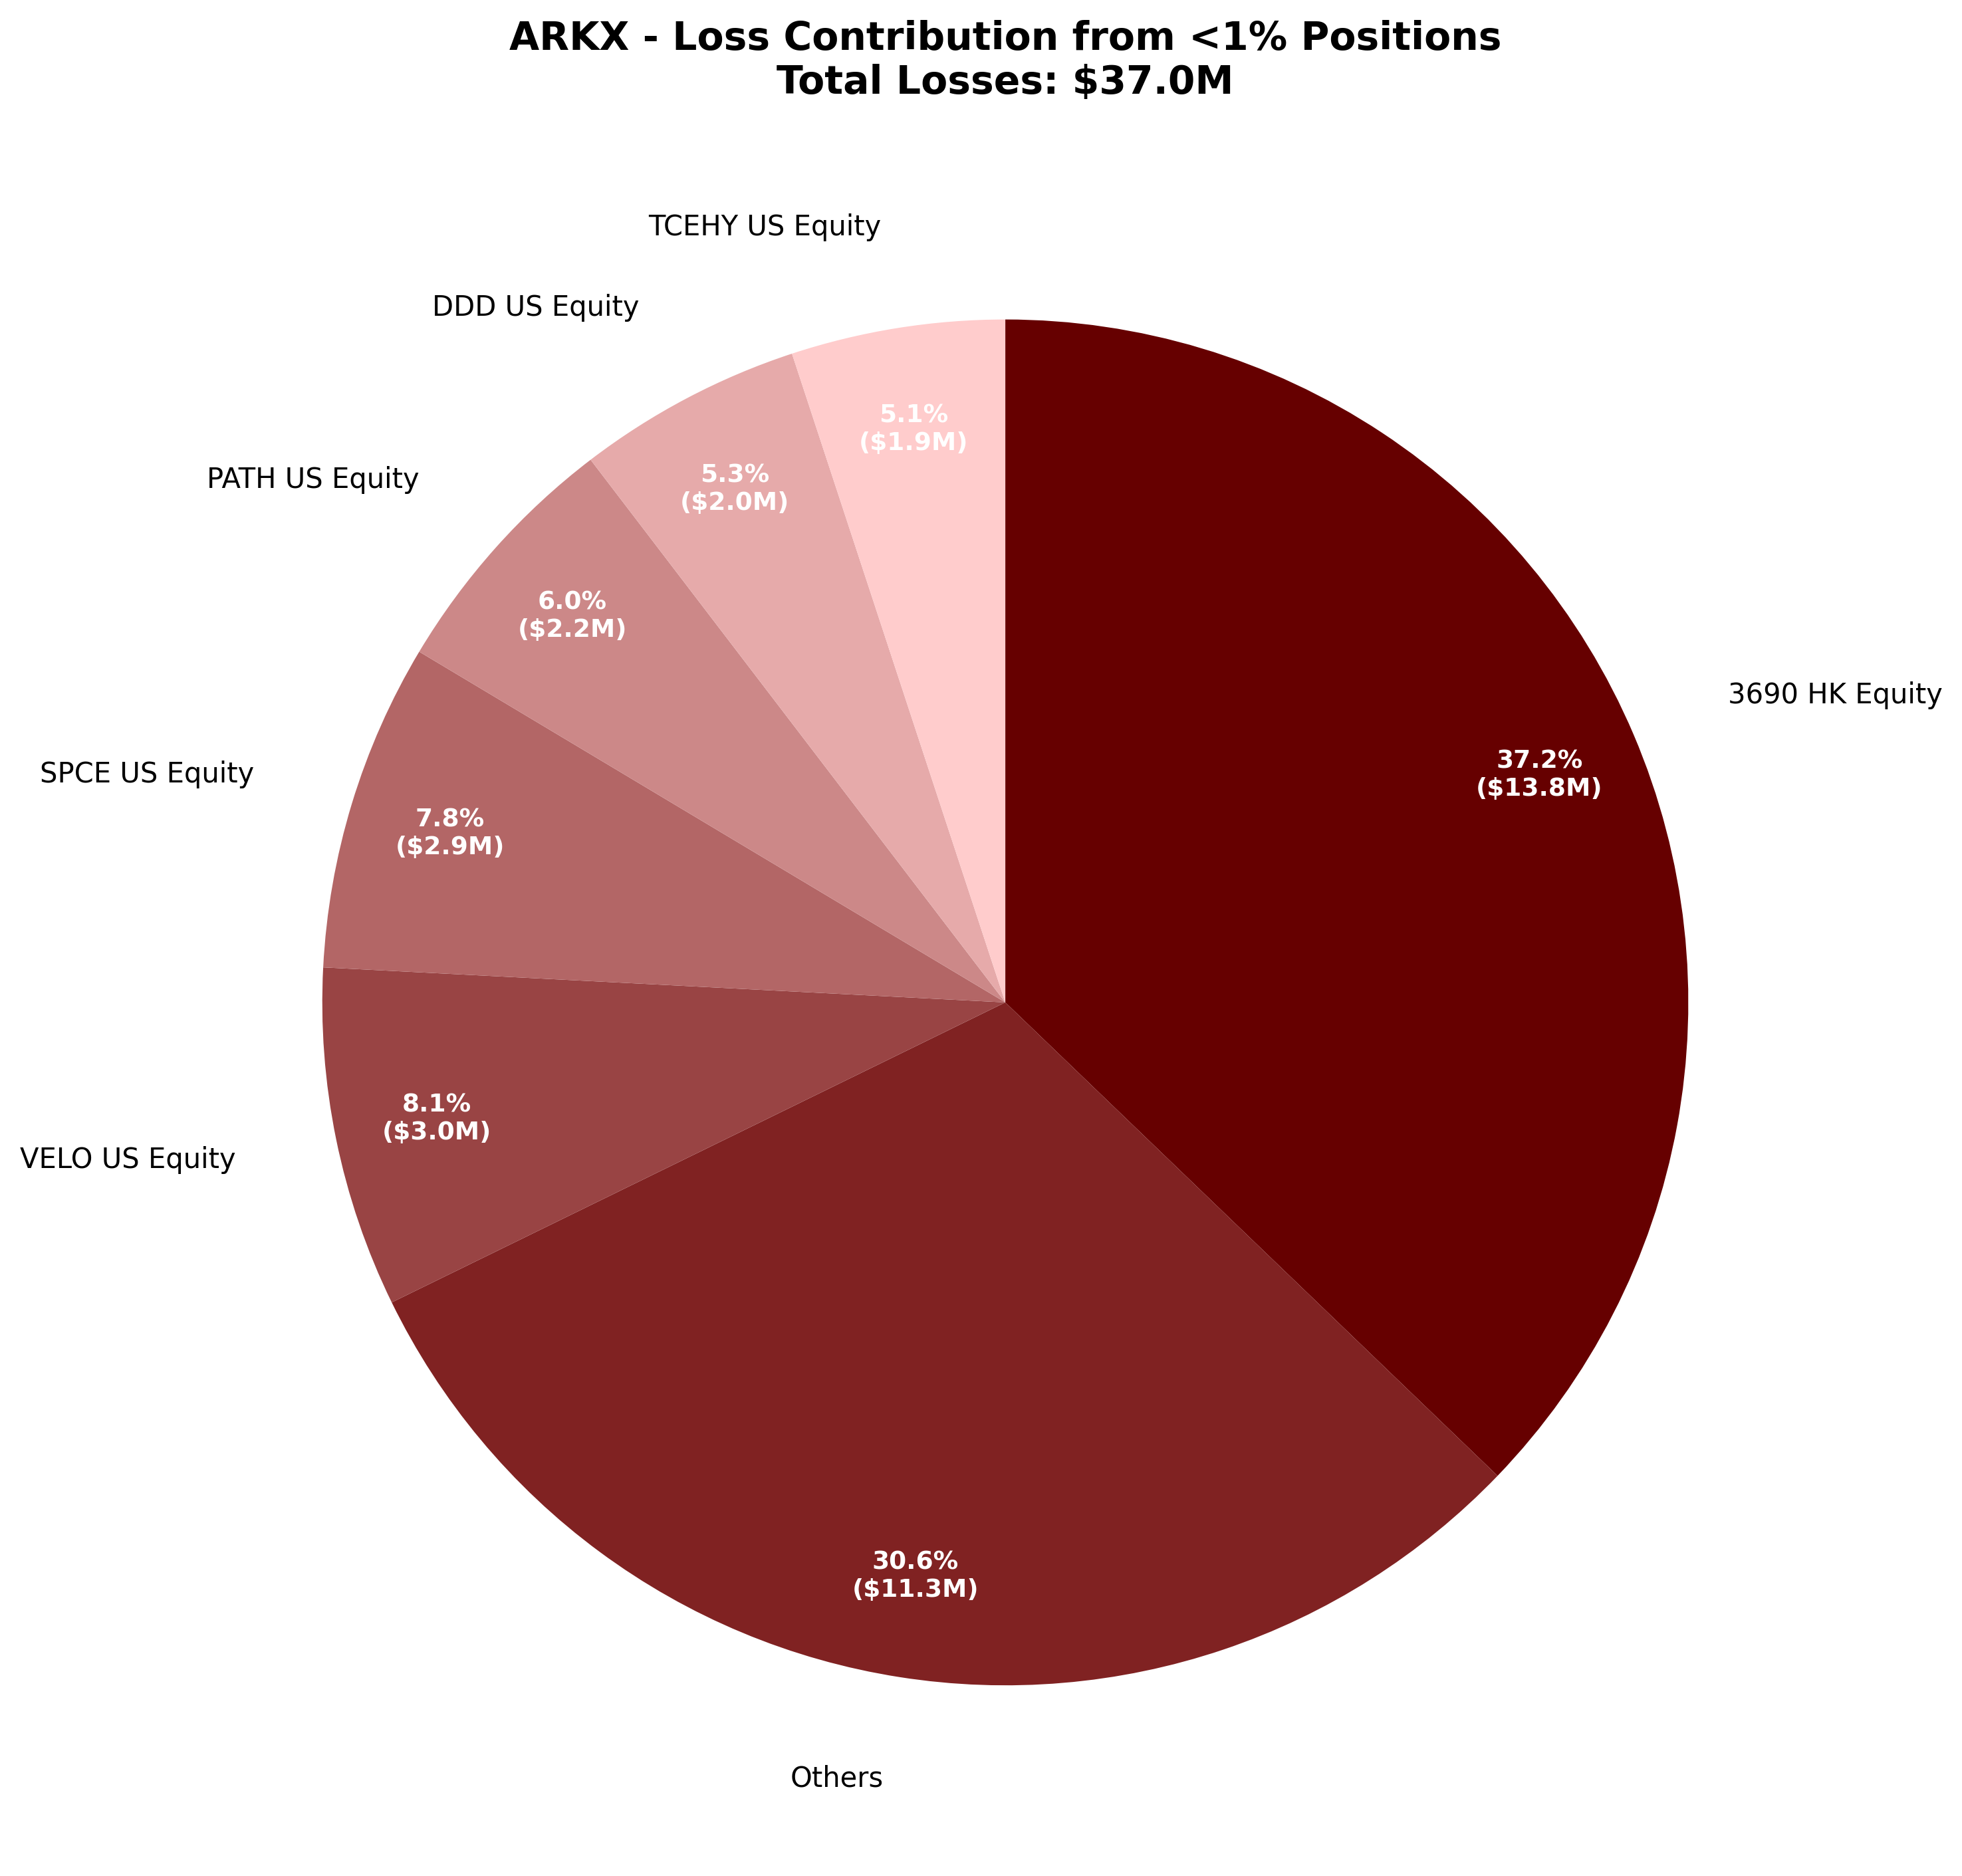 ARKX - Loss Contribution from <1% Positions
Total Losses: $37.0M
TCEHY US Equity
DDD US Equity
PATH US Equity
SPCE US Equity
VELO US Equity
Others
3690 HK Equity
5.1%
($1.9M)
5.3%
($2.0M)
6.0%
($2.2M)
7.8%
($2.9M)
8.1%
($3.0M)
30.6%
($11.3M)
37.2%
($13.8M)